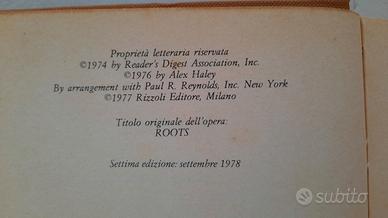 Proprietà letteraria riservata
©1974 by Reader's Digest Association, Inc.
©1976 by Alex Haley
By arrangement with Paul R. Reynolds, Inc. New York
©1977 Rizzoli Editore, Milano
Titolo originale dell'opera:
ROOTS
Settima edizione: settembre 1978
subito